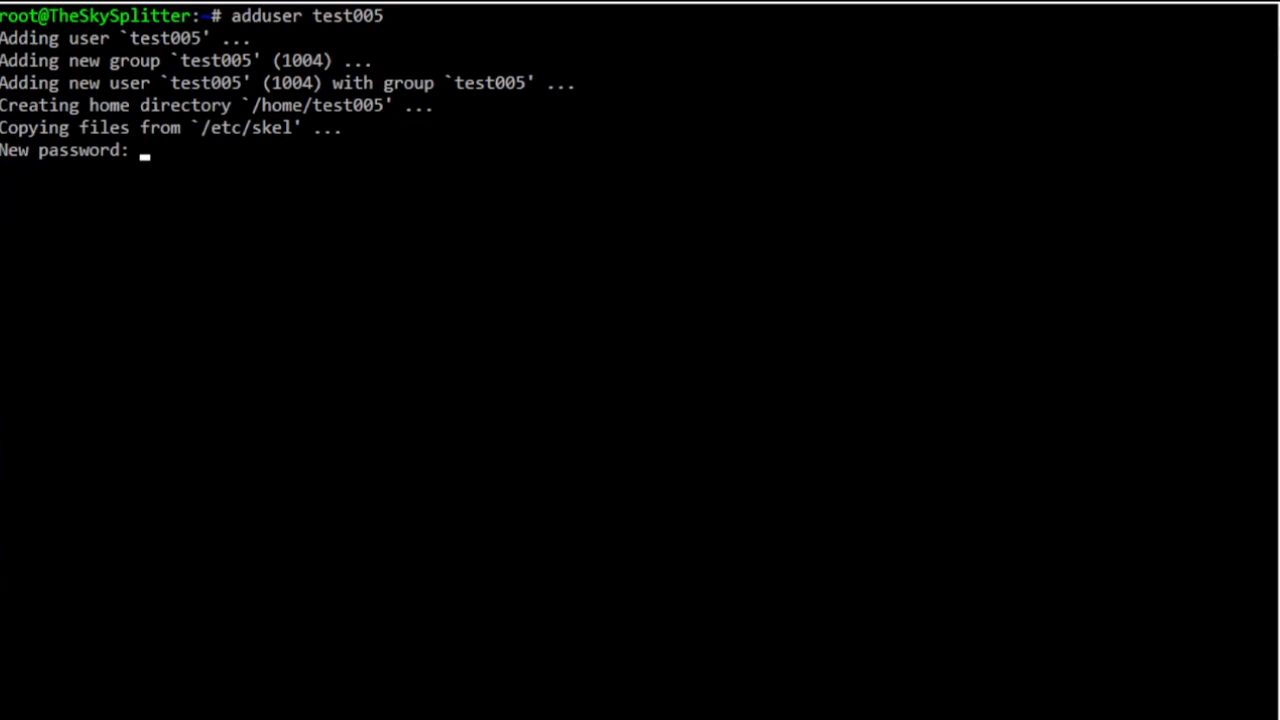 root@TheSkySplitter:~# adduser test005
Adding user `test005' ...
Adding new group `test005' (1004) ...
Adding new user `test005' (1004) with group `test005' ...
Creating home directory `/home/test005' ...
Copying files from `/etc/skel' ...
New password: